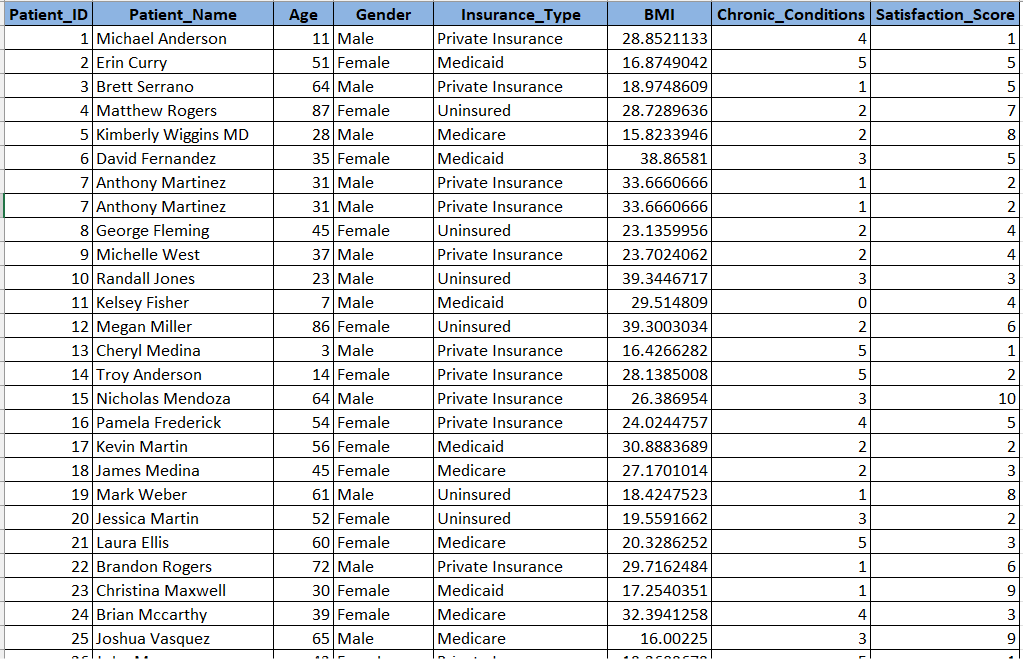 Patient_ID Patient_Name Age Gender Insurance_Type BMI Chronic_Conditions Satisfaction_Score
1 Michael Anderson 11 Male Private Insurance 28.8521133 4 1
2 Erin Curry 51 Female Medicaid 16.8749042 5 5
3 Brett Serrano 64 Male Private Insurance 18.9748609 1 5
4 Matthew Rogers 87 Female Uninsured 28.7289636 2 7
5 Kimberly Wiggins MD 28 Male Medicare 15.8233946 2 8
6 David Fernandez 35 Female Medicaid 38.86581 3 5
7 Anthony Martinez 31 Male Private Insurance 33.6660666 1 2
7 Anthony Martinez 31 Male Private Insurance 33.6660666 1 2
8 George Fleming 45 Female Uninsured 23.1359956 2 4
9 Michelle West 37 Male Private Insurance 23.7024062 2 4
10 Randall Jones 23 Male Uninsured 39.3446717 3 3
11 Kelsey Fisher 7 Male Medicaid 29.514809 0 4
12 Megan Miller 86 Female Uninsured 39.3003034 2 6
13 Cheryl Medina 3 Male Private Insurance 16.4266282 5 1
14 Troy Anderson 14 Female Private Insurance 28.1385008 5 2
15 Nicholas Mendoza 64 Male Private Insurance 26.386954 3 10
16 Pamela Frederick 54 Female Private Insurance 24.0244757 4 5
17 Kevin Martin 56 Female Medicaid 30.8883689 2 2
18 James Medina 45 Female Medicare 27.1701014 2 3
19 Mark Weber 61 Male Uninsured 18.4247523 1 8
20 Jessica Martin 52 Female Uninsured 19.5591662 3 2
21 Laura Ellis 60 Female Medicare 20.3286252 5 3
22 Brandon Rogers 72 Male Private Insurance 29.7162484 1 6
23 Christina Maxwell 30 Female Medicaid 17.2540351 1 9
24 Brian Mccarthy 39 Female Medicare 32.3941258 4 3
25 Joshua Vasquez 65 Male Medicare 16.00225 3 9